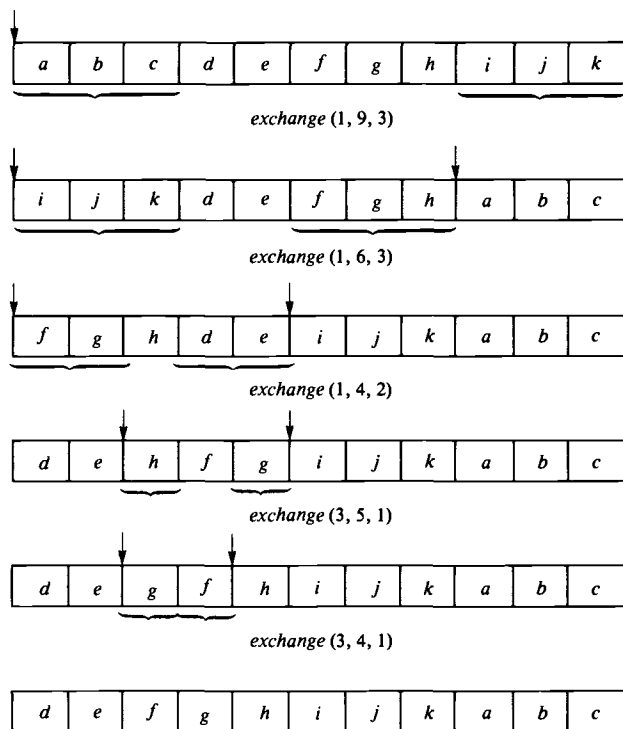 a b c d e f g h i j k
exchange (1, 9, 3)
i j k d e f g h a b c
exchange (1, 6, 3)
f g h d e i j k a b c
exchange (1, 4, 2)
d e h f g i j k a b c
exchange (3, 5, 1)
d e g f h i j k a b c
exchange (3, 4, 1)
d e f g h i j k a b c